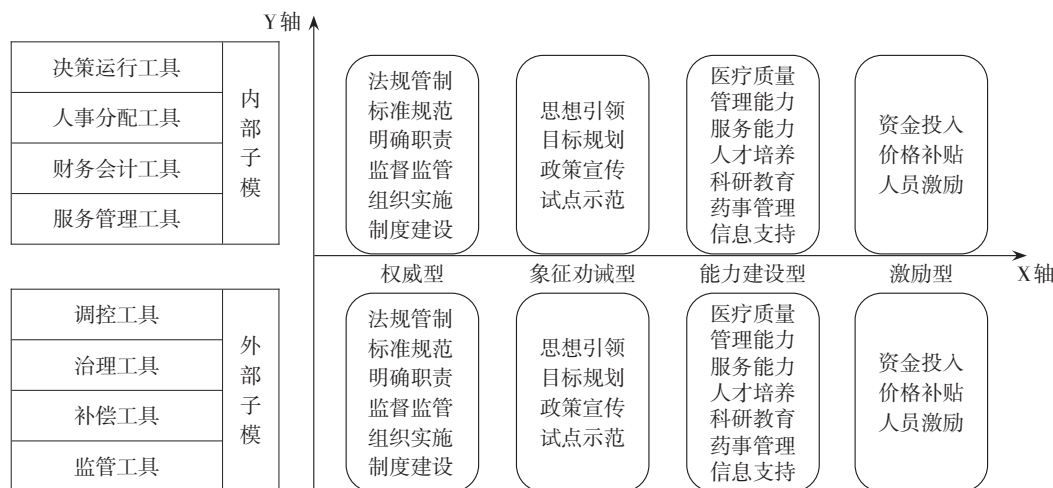 Y轴
决策运行工具
人事分配工具
财务会计工具
服务管理工具
内部子模
法规管制
标准规范
明确职责
监督监管
组织实施
制度建设
思想引领
目标规划
政策宣传
试点示范
医疗质量
管理能力
服务能力
人才培养
科研教育
药事管理
信息支持
资金投入
价格补贴
人员激励
权威型
象征劝诫型
能力建设型
激励型
X轴
调控工具
治理工具
补偿工具
监管工具
外部子模
法规管制
标准规范
明确职责
监督监管
组织实施
制度建设
思想引领
目标规划
政策宣传
试点示范
医疗质量
管理能力
服务能力
人才培养
科研教育
药事管理
信息支持
资金投入
价格补贴
人员激励